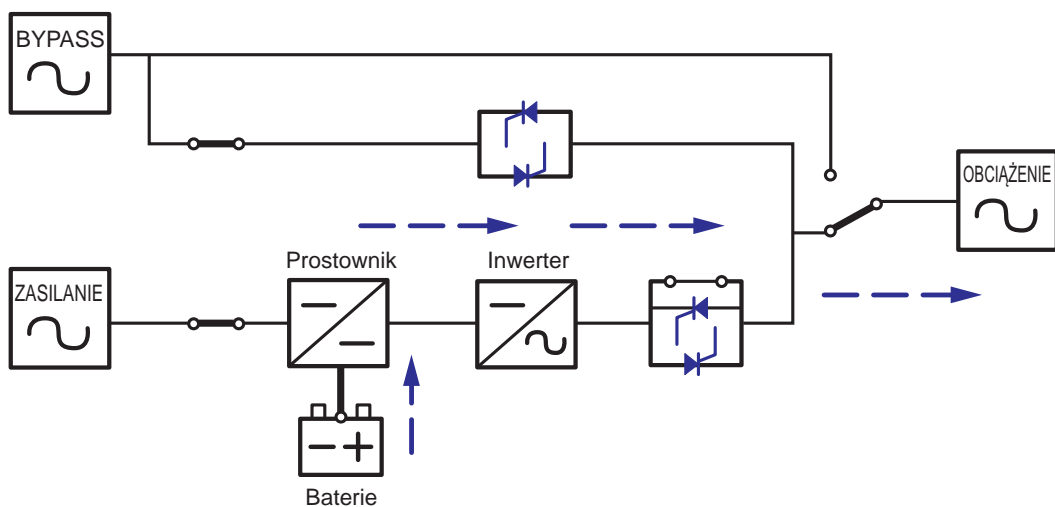 BYPASS
OBCIĄŻENIE
Prostownik
Inwerter
ZASILANIE
Baterie